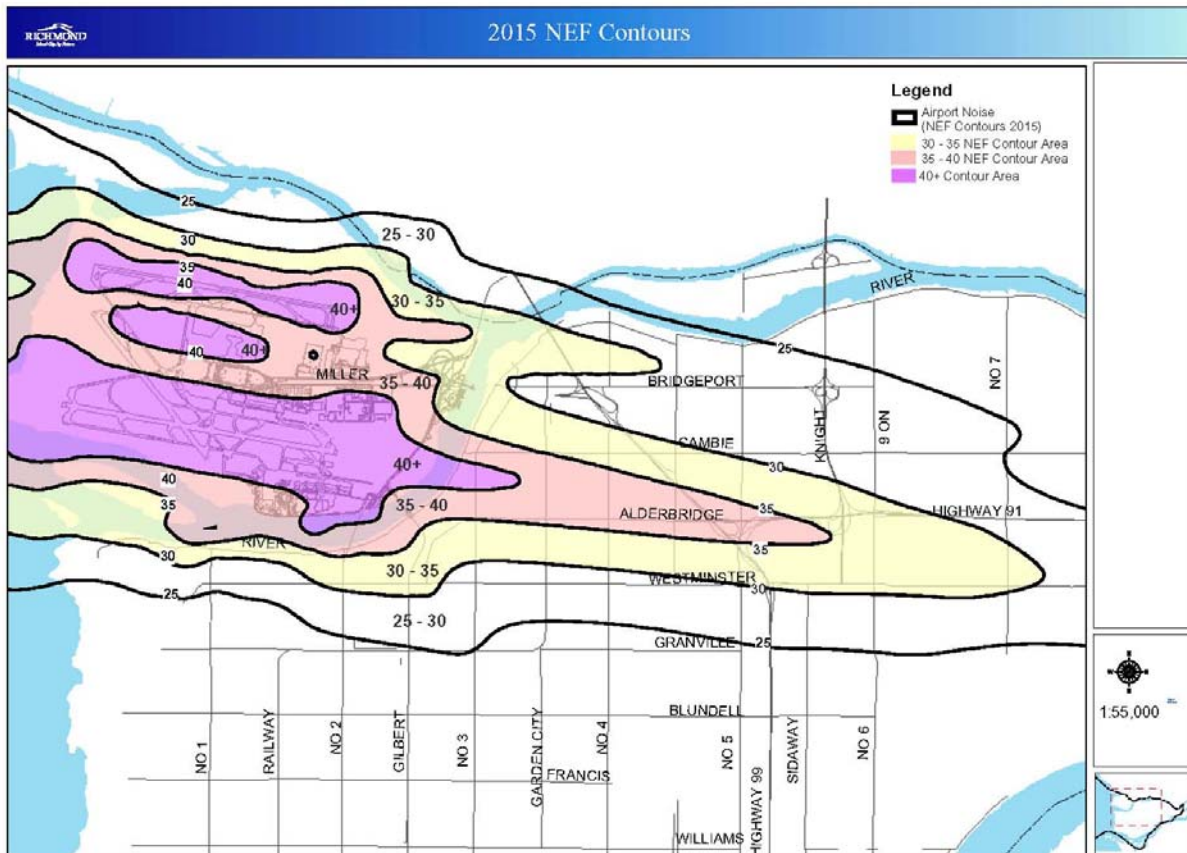 RICHMOND
2015 NEF Contours
Legend
Airport Noise
(NEF Contours 2015)
30 - 35 NEF Contour Area
35 - 40 NEF Contour Area
40+ Contour Area
25
25 - 30
30
35
40
30 - 35
40+
RIVER
40
40+
25
MILLER
35 - 40
BRIDGEPORT
NO 7
KNIGHT
NO 6
CAMBIE
30
40+
40
35
35 - 40
35
ALDERBRIDGE
HIGHWAY 91
RIVER
35
30
30 - 35
WESTMINSTER
30
25
25 - 30
GRANVILLE
25
BLUNDELL
NO 1
RAILWAY
NO 2
GILBERT
NO 3
GARDEN CITY
NO 4
NO 5
SIDAWAY
NO 6
FRANCIS
HIGHWAY 99
WILLIAMS
1:55,000